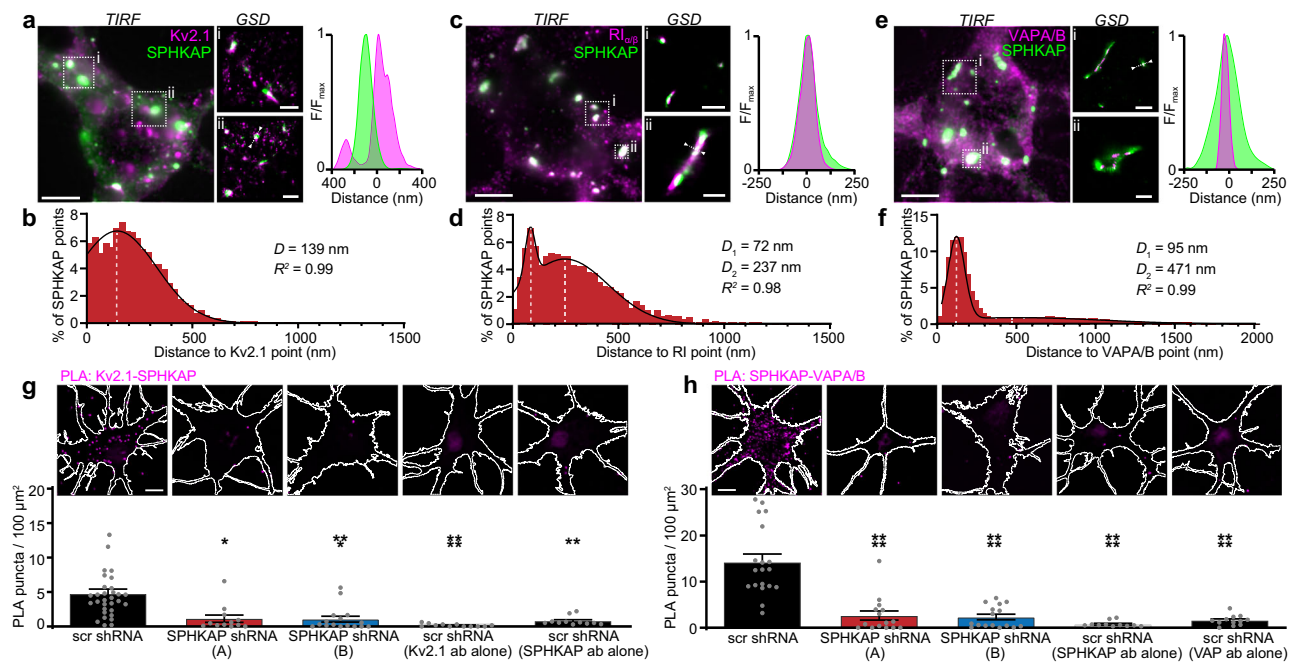 a
TIRF
GSD
Kv2.1
SPHKAP
i
ii
i
ii
F/Fmax
1
0
400 0 400
Distance (nm)
c
TIRF
GSD
RIα/β
SPHKAP
i
ii
i
ii
F/Fmax
1
0
-250 0 250
Distance (nm)
e
TIRF
GSD
VAPA/B
SPHKAP
i
ii
i
ii
F/Fmax
1
0
-250 0 250
Distance (nm)
b
% of SPHKAP points
8
6
4
2
0
D = 139 nm
R² = 0.99
0 500 1000 1500
Distance to Kv2.1 point (nm)
d
% of SPHKAP points
8
6
4
2
0
D1 = 72 nm
D2 = 237 nm
R² = 0.98
0 500 1000 1500
Distance to RI point (nm)
f
% of SPHKAP points
15
10
5
0
D1 = 95 nm
D2 = 471 nm
R² = 0.99
0 500 1000 1500 2000
Distance to VAPA/B point (nm)
g
PLA: Kv2.1-SPHKAP
PLA puncta / 100 µm²
20
15
10
5
0
* *** **** **
scr shRNA
SPHKAP shRNA (A)
SPHKAP shRNA (B)
scr shRNA (Kv2.1 ab alone)
scr shRNA (SPHKAP ab alone)
h
PLA: SPHKAP-VAPA/B
PLA puncta / 100 µm²
30
20
10
0
**** **** **** ****
scr shRNA
SPHKAP shRNA (A)
SPHKAP shRNA (B)
scr shRNA (SPHKAP ab alone)
scr shRNA (VAP ab alone)